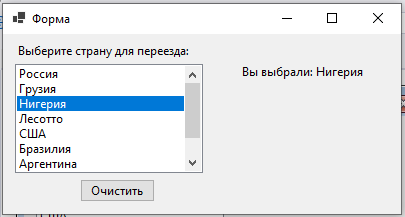 Форма
Выберите страну для переезда:
Россия
Грузия
Нигерия
Лесотто
США
Бразилия
Аргентина
Вы выбрали: Нигерия
Очистить